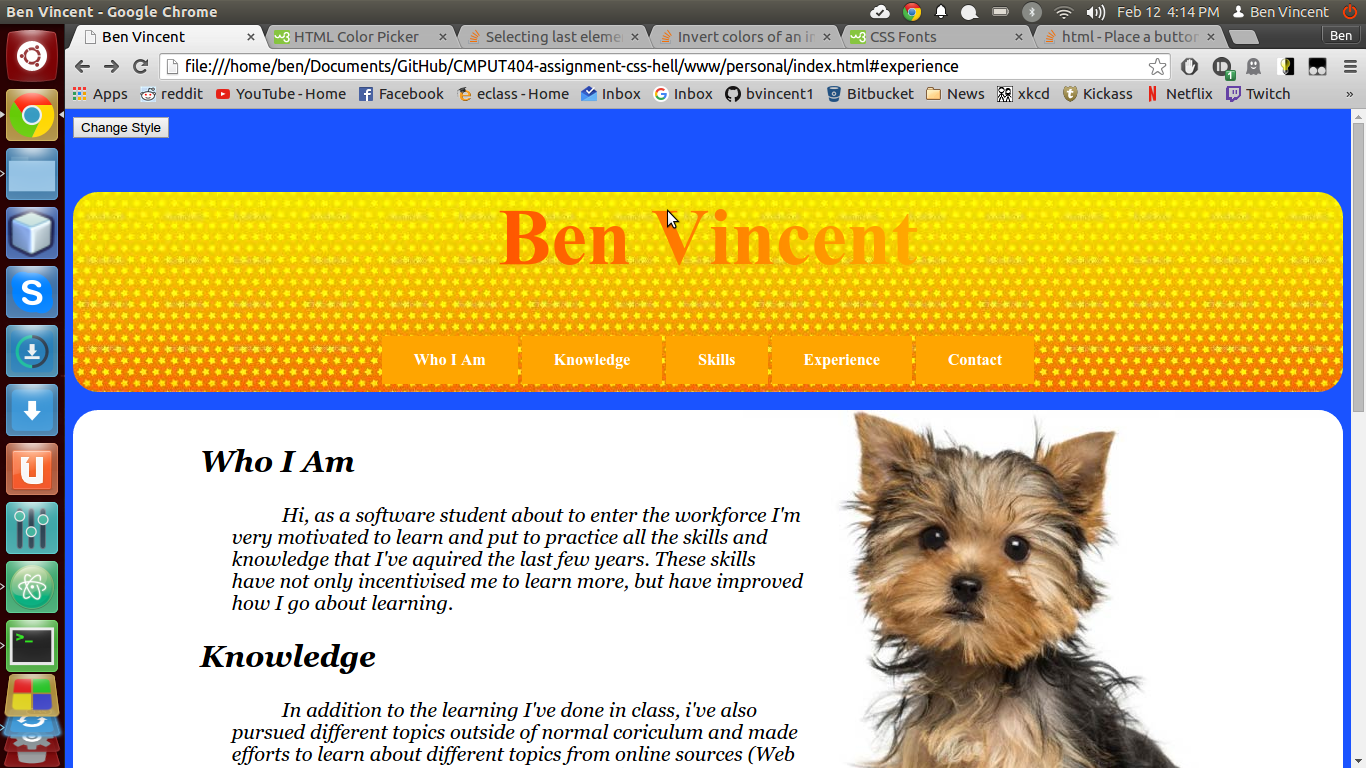 Ben Vincent - Google Chrome
Feb 12 4:14 PM
Ben Vincent
Ben Vincent
HTML Color Picker
Selecting last eleme
Invert colors of an in
CSS Fonts
html - Place a buttor
Ben
file:///home/ben/Documents/GitHub/CMPUT404-assignment-css-hell/www/personal/index.html#experience
1
Apps
reddit
YouTube - Home
Facebook
eclass - Home
Inbox
Inbox
bvincent1
Bitbucket
News
xkcd
Kickass
Netflix
Twitch
»
Change Style
Ben Vincent
Who I Am
Knowledge
Skills
Experience
Contact
Who I Am
Hi, as a software student about to enter the workforce I'm
very motivated to learn and put to practice all the skills and
knowledge that I've aquired the last few years. These skills
have not only incentivised me to learn more, but have improved
how I go about learning.
Knowledge
In addition to the learning I've done in class, i've also
pursued different topics outside of normal coriculum and made
efforts to learn about different topics from online sources (Web